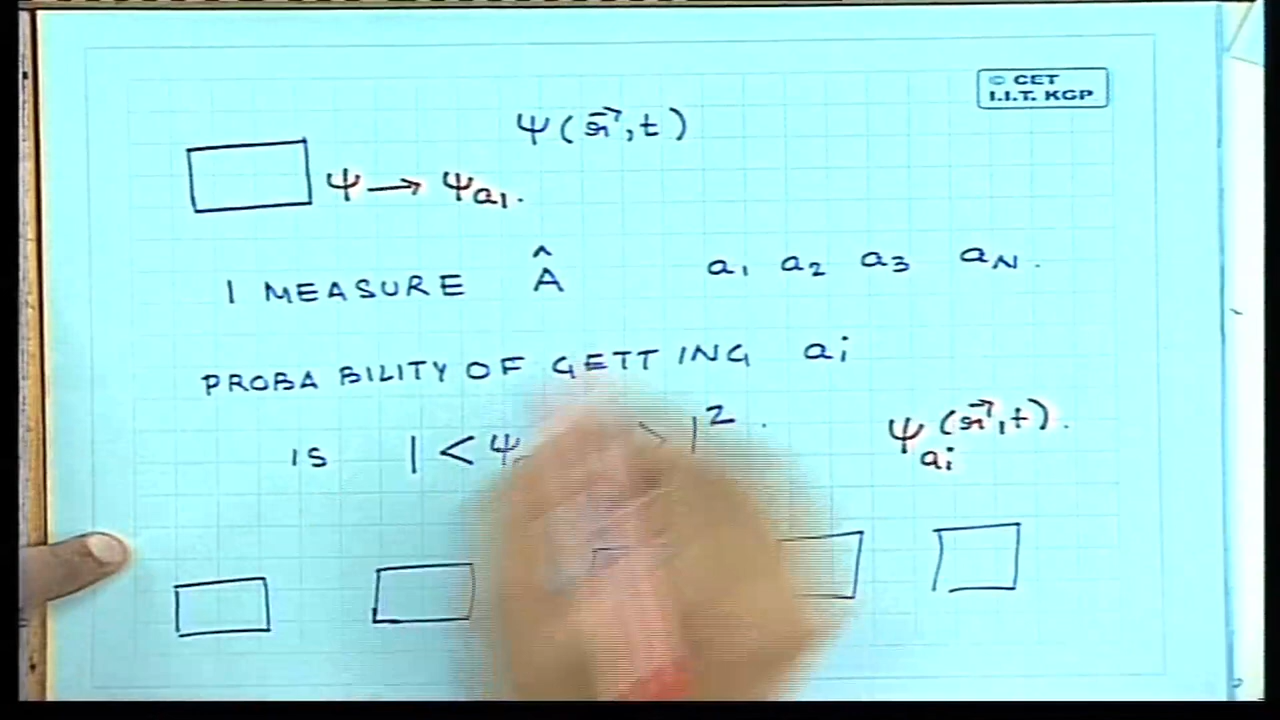 © CET
I.I.T. KGP
Ψ(r⃗, t)
Ψ → Ψa1.
I MEASURE Â a1 a2 a3 aN.
PROBABILITY OF GETTING ai
is |<Ψ >|². Ψai(r⃗, t).